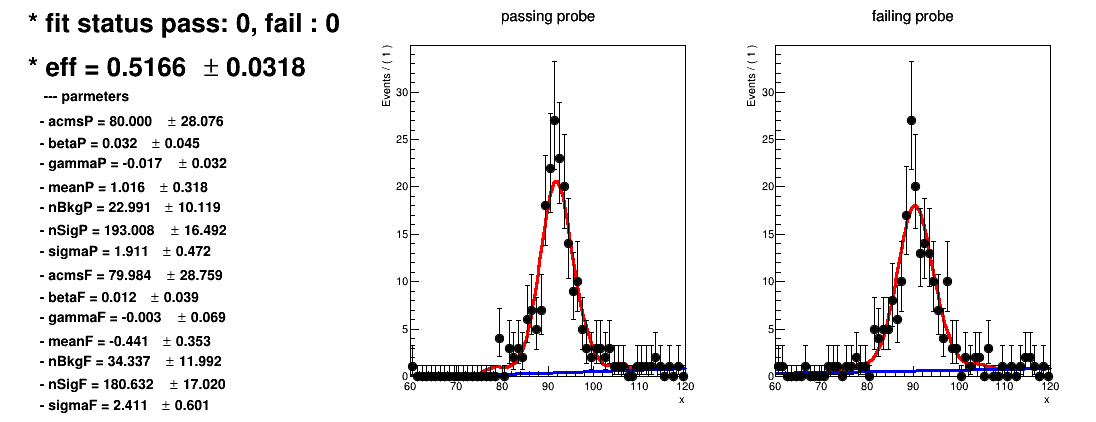 * fit status pass: 0, fail : 0
* eff = 0.5166 ± 0.0318
--- parmeters
- acmsP = 80.000 ± 28.076
- betaP = 0.032 ± 0.045
- gammaP = -0.017 ± 0.032
- meanP = 1.016 ± 0.318
- nBkgP = 22.991 ± 10.119
- nSigP = 193.008 ± 16.492
- sigmaP = 1.911 ± 0.472
- acmsF = 79.984 ± 28.759
- betaF = 0.012 ± 0.039
- gammaF = -0.003 ± 0.069
- meanF = -0.441 ± 0.353
- nBkgF = 34.337 ± 11.992
- nSigF = 180.632 ± 17.020
- sigmaF = 2.411 ± 0.601
passing probe
Events / ( 1 )
30
25
20
15
10
5
0
60 70 80 90 100 110 120
x
failing probe
Events / ( 1 )
30
25
20
15
10
5
0
60 70 80 90 100 110 120
x